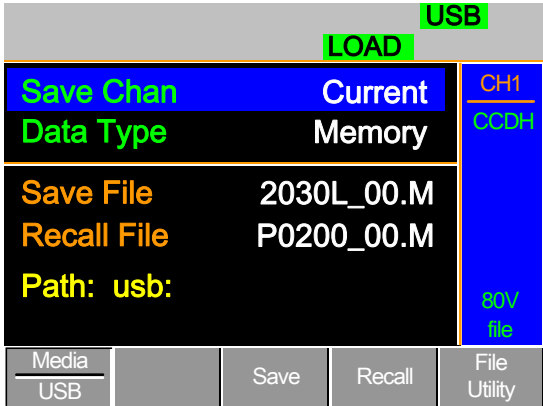 USB
LOAD
Save Chan Current
Data Type Memory
Save File 2030L_00.M
Recall File P0200_00.M
Path: usb:
CH1
CCDH
80V
file
Media
USB
Save
Recall
File
Utility